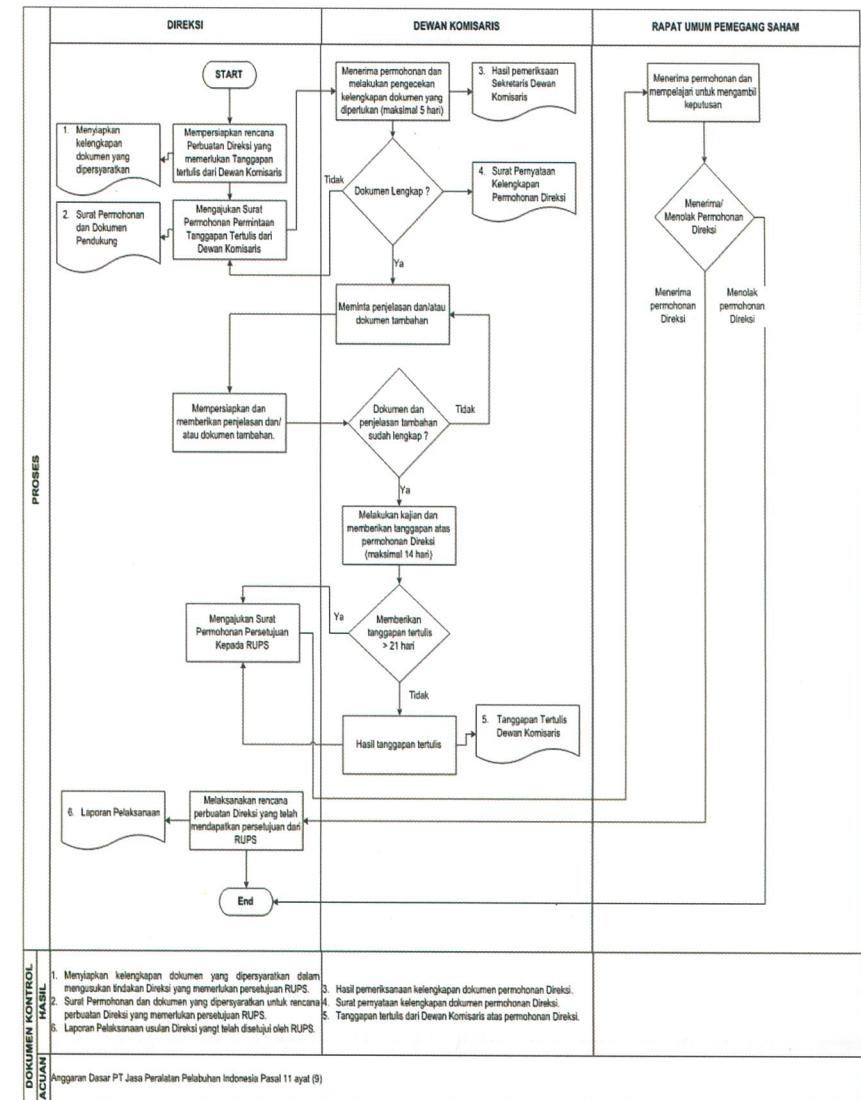 DIREKSI
DEWAN KOMISARIS
RAPAT UMUM PEMEGANG SAHAM
PROSES
START
1. Menyiapkan
kelengkapan
dokumen yang
dipersyaratkan
Mempersiapkan rencana
Perbuatan Direksi yang
memerlukan Tanggapan
tertulis dari Dewan Komisaris
2. Surat Permohonan
dan Dokumen
Pendukung
Mengajukan Surat
Permohonan Permintaan
Tanggapan Tertulis dari
Dewan Komisaris
Menerima permohonan dan
melakukan pengecekan
kelengkapan dokumen yang
diperlukan (maksimal 5 hari)
3. Hasil pemeriksaan
Sekretaris Dewan
Komisaris
Tidak
Dokumen Lengkap ?
4. Surat Pernyataan
Kelengkapan
Permohonan Direksi
Ya
Meminta penjelasan dan/atau
dokumen tambahan
Mempersiapkan dan
memberikan penjelasan dan/
atau dokumen tambahan.
Dokumen dan
penjelasan tambahan
sudah lengkap ?
Tidak
Ya
Melakukan kajian dan
memberikan tanggapan atas
permohonan Direksi
(maksimal 14 hari)
Mengajukan Surat
Permohonan Persetujuan
Kepada RUPS
Ya
Memberikan
tanggapan tertulis
> 21 hari
Tidak
Hasil tanggapan tertulis
5. Tanggapan Tertulis
Dewan Komisaris
Menerima permohonan dan
mempelajari untuk mengambil
keputusan
Menerima/
Menolak Permohonan
Direksi
Menerima
permohonan
Direksi
Menolak
permohonan
Direksi
6. Laporan Pelaksanaan
Melaksanakan rencana
perbuatan Direksi yang telah
mendapatkan persetujuan dari
RUPS
End
DOKUMEN KONTROL
HASIL
1. Menyiapkan kelengkapan dokumen yang dipersyaratkan dalam
mengusukan tindakan Direksi yang memerlukan persetujuan RUPS.
2. Surat Permohonan dan dokumen yang dipersyaratkan untuk rencana
perbuatan Direksi yang memerlukan persetujuan RUPS.
6. Laporan Pelaksanaan usulan Direksi yangt telah disetujui oleh RUPS.
3. Hasil pemeriksanaan kelengkapan dokumen permohonan Direksi.
4. Surat pernyataan kelengkapan dokumen permohonan Direksi.
5. Tanggapan tertulis dari Dewan Komisaris atas permohonan Direksi.
ACUAN
Anggaran Dasar PT Jasa Peralatan Pelabuhan Indonesia Pasal 11 ayat (9)